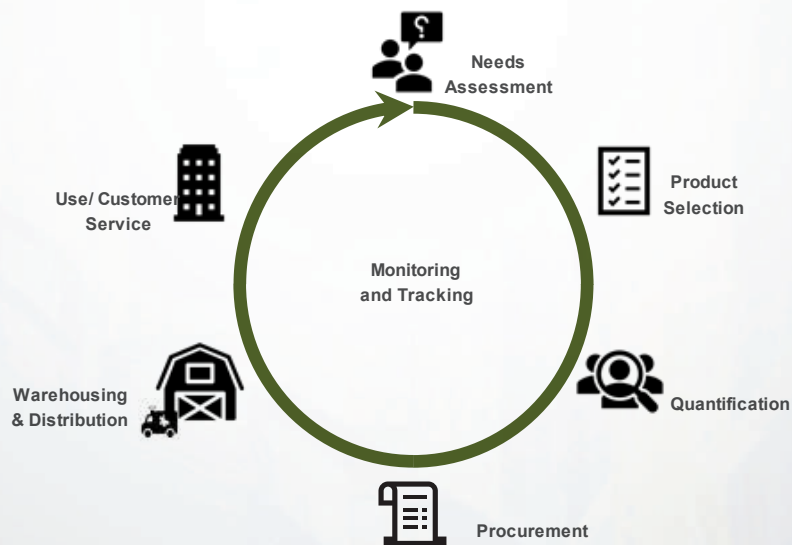 Needs
Assessment
Product
Selection
Quantification
Procurement
Warehousing
& Distribution
Use/ Customer
Service
Monitoring
and Tracking